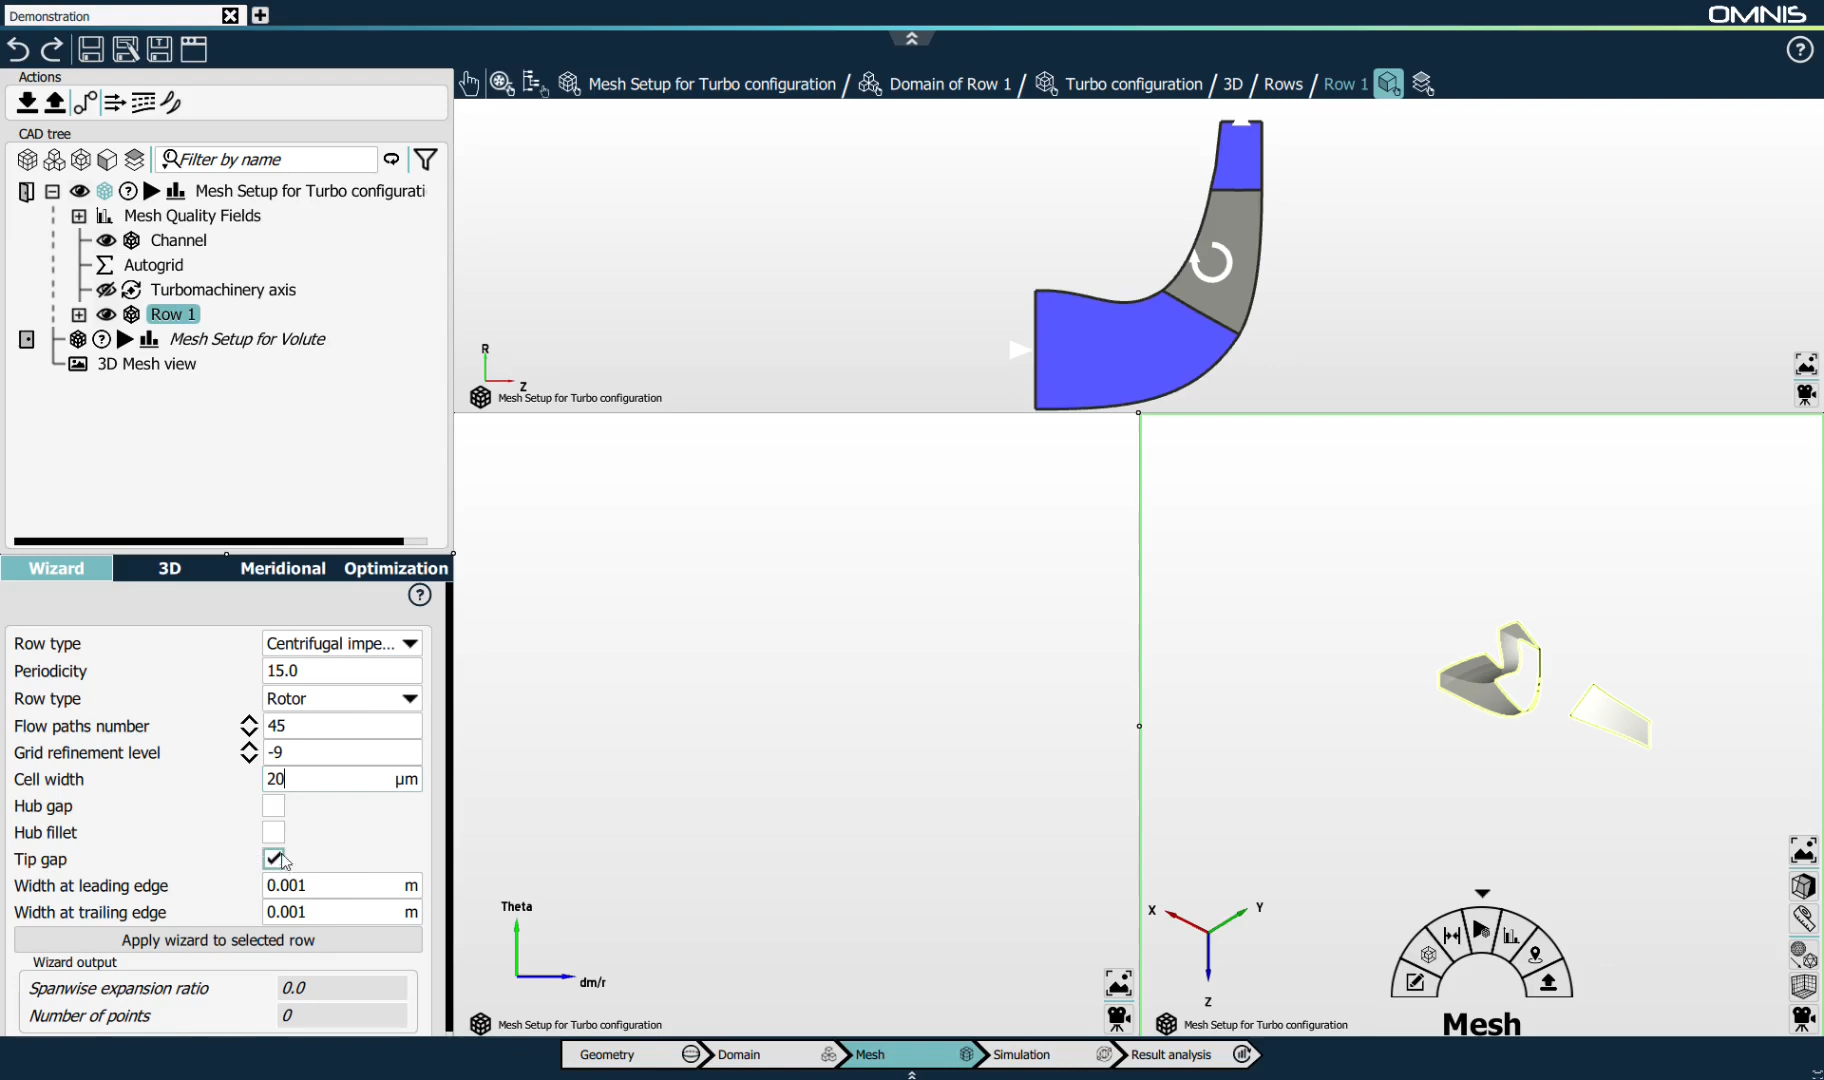 Demonstration
OMNIS
Actions
Mesh Setup for Turbo configuration / Domain of Row 1 / Turbo configuration / 3D / Rows / Row 1
CAD tree
Filter by name
Mesh Setup for Turbo configurati
Mesh Quality Fields
Channel
Autogrid
Turbomachinery axis
Row 1
Mesh Setup for Volute
3D Mesh view
R
Z
Mesh Setup for Turbo configuration
Wizard
3D
Meridional
Optimization
Row type
Centrifugal impe...
Periodicity
15.0
Row type
Rotor
Flow paths number
45
Grid refinement level
-9
Cell width
20
µm
Hub gap
Hub fillet
Tip gap
Width at leading edge
0.001
m
Width at trailing edge
0.001
m
Apply wizard to selected row
Wizard output
Spanwise expansion ratio
0.0
Number of points
0
Theta
dm/r
Mesh Setup for Turbo configuration
X
Y
Z
Mesh Setup for Turbo configuration
Mesh
Geometry
Domain
Mesh
Simulation
Result analysis